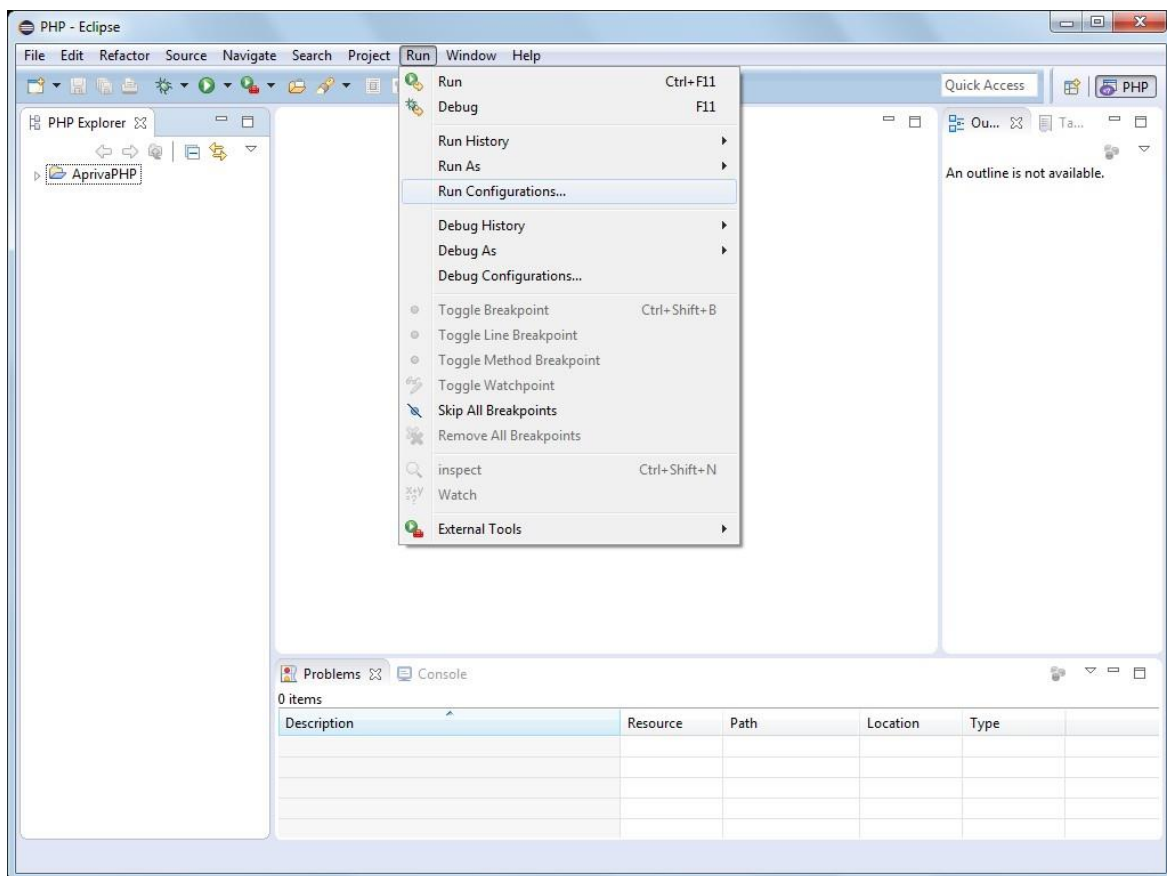 PHP - Eclipse
File Edit Refactor Source Navigate Search Project Run Window Help
Quick Access
PHP
PHP Explorer
AprivaPHP
Run Ctrl+F11
Debug F11
Run History
Run As
Run Configurations...
Debug History
Debug As
Debug Configurations...
Toggle Breakpoint Ctrl+Shift+B
Toggle Line Breakpoint
Toggle Method Breakpoint
Toggle Watchpoint
Skip All Breakpoints
Remove All Breakpoints
inspect Ctrl+Shift+N
Watch
External Tools
Ou... Ta...
An outline is not available.
Problems Console
0 items
Description Resource Path Location Type